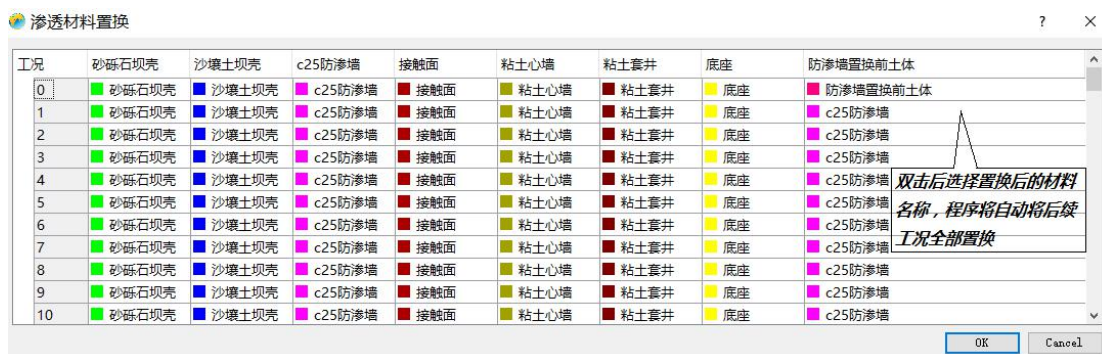 渗透材料置换 ? ×
工况 砂砾石坝壳 沙壤土坝壳 c25防渗墙 接触面 粘土心墙 粘土套井 底座 防渗墙置换前土体
0 砂砾石坝壳 沙壤土坝壳 c25防渗墙 接触面 粘土心墙 粘土套井 底座 防渗墙置换前土体
1 砂砾石坝壳 沙壤土坝壳 c25防渗墙 接触面 粘土心墙 粘土套井 底座 c25防渗墙
2 砂砾石坝壳 沙壤土坝壳 c25防渗墙 接触面 粘土心墙 粘土套井 底座 c25防渗墙
3 砂砾石坝壳 沙壤土坝壳 c25防渗墙 接触面 粘土心墙 粘土套井 底座 c25防渗墙
4 砂砾石坝壳 沙壤土坝壳 c25防渗墙 接触面 粘土心墙 粘土套井 底座 c25防渗墙
5 砂砾石坝壳 沙壤土坝壳 c25防渗墙 接触面 粘土心墙 粘土套井 底座 c25防渗墙
6 砂砾石坝壳 沙壤土坝壳 c25防渗墙 接触面 粘土心墙 粘土套井 底座 c25防渗墙
7 砂砾石坝壳 沙壤土坝壳 c25防渗墙 接触面 粘土心墙 粘土套井 底座 c25防渗墙
8 砂砾石坝壳 沙壤土坝壳 c25防渗墙 接触面 粘土心墙 粘土套井 底座 c25防渗墙
9 砂砾石坝壳 沙壤土坝壳 c25防渗墙 接触面 粘土心墙 粘土套井 底座 c25防渗墙
10 砂砾石坝壳 沙壤土坝壳 c25防渗墙 接触面 粘土心墙 粘土套井 底座 c25防渗墙
双击后选择置换后的材料
名称，程序将自动将后续
工况全部置换
OK Cancel